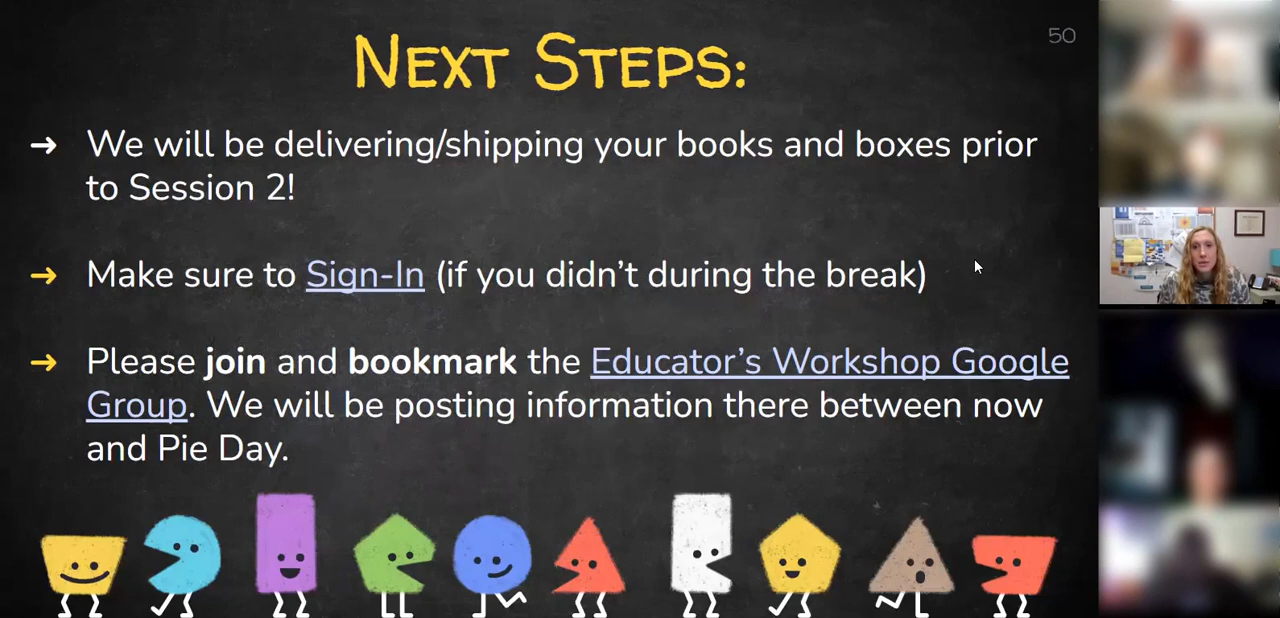 50
Next Steps:
→ We will be delivering/shipping your books and boxes prior
to Session 2!
→ Make sure to Sign-In (if you didn’t during the break)
→ Please join and bookmark the Educator’s Workshop Google
Group. We will be posting information there between now
and Pie Day.